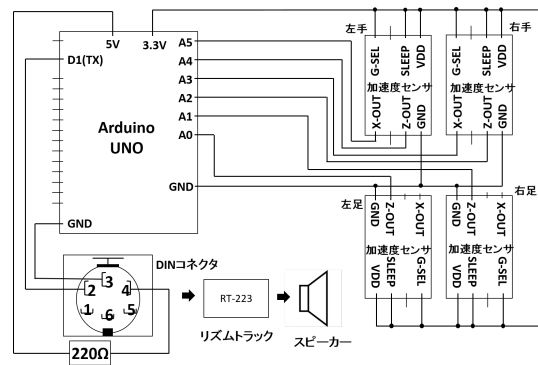 5V
3.3V
D1(TX)
A5
A4
A3
A2
A1
A0
Arduino
UNO
GND
GND
左手
G-SEL
SLEEP
VDD
加速度センサ
X-OUT
Z-OUT
GND
右手
G-SEL
SLEEP
VDD
加速度センサ
X-OUT
Z-OUT
GND
左足
GND
Z-OUT
X-OUT
加速度センサ
VDD
SLEEP
G-SEL
右足
GND
Z-OUT
X-OUT
加速度センサ
VDD
SLEEP
G-SEL
DINコネクタ
3
2
4
1
6
5
220Ω
RT-223
リズムトラック
スピーカー